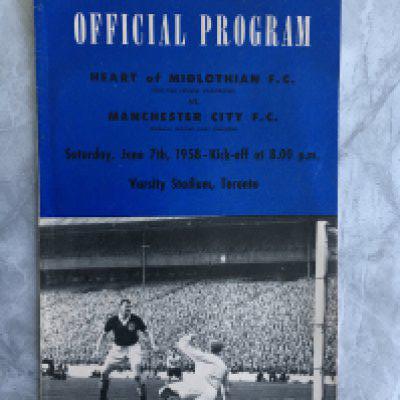 OFFICIAL PROGRAM
HEART of MIDLOTHIAN F.C.
vs.
MANCHESTER CITY F.C.
Saturday, June 7th, 1958-Kick-off at 8.00 p.m.
Varsity Stadium, Toronto